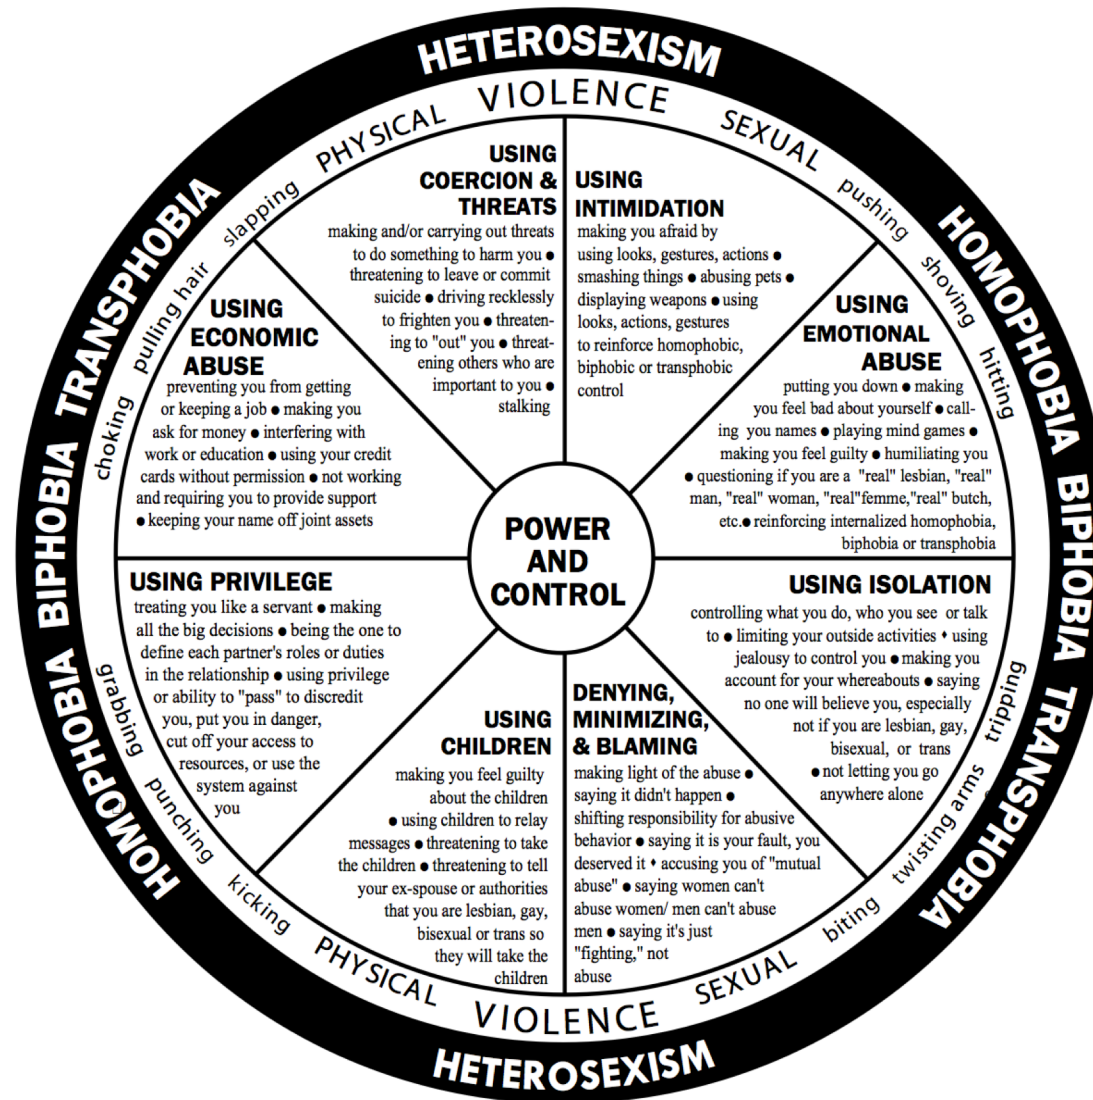 HETEROSEXISM
HOMOPHOBIA BIPHOBIA TRANSPHOBIA
HETEROSEXISM
HOMOPHOBIA BIPHOBIA TRANSPHOBIA
PHYSICAL VIOLENCE SEXUAL
pushing shoving hitting
tripping twisting arms biting
PHYSICAL VIOLENCE SEXUAL
kicking punching grabbing
choking pulling hair slapping
USING
COERCION &
THREATS
making and/or carrying out threats
to do something to harm you ●
threatening to leave or commit
suicide ● driving recklessly
to frighten you ● threaten-
ing to "out" you ● threat-
ening others who are
important to you ●
stalking
USING
INTIMIDATION
making you afraid by
using looks, gestures, actions ●
smashing things ● abusing pets ●
displaying weapons ● using
looks, actions, gestures
to reinforce homophobic,
biphobic or transphobic
control
USING
EMOTIONAL
ABUSE
putting you down ● making
you feel bad about yourself ● call-
ing you names ● playing mind games ●
making you feel guilty ● humiliating you
● questioning if you are a "real" lesbian, "real"
man, "real" woman, "real"femme,"real" butch,
etc.● reinforcing internalized homophobia,
biphobia or transphobia
USING ISOLATION
controlling what you do, who you see or talk
to ● limiting your outside activities ♦ using
jealousy to control you ● making you
account for your whereabouts ● saying
no one will believe you, especially
not if you are lesbian, gay,
bisexual, or trans
● not letting you go
anywhere alone
DENYING,
MINIMIZING,
& BLAMING
making light of the abuse ●
saying it didn't happen ●
shifting responsibility for abusive
behavior ● saying it is your fault, you
deserved it ♦ accusing you of "mutual
abuse" ● saying women can't
abuse women/ men can't abuse
men ● saying it's just
"fighting," not
abuse
USING
CHILDREN
making you feel guilty
about the children
● using children to relay
messages ● threatening to take
the children ● threatening to tell
your ex-spouse or authorities
that you are lesbian, gay,
bisexual or trans so
they will take the
children
USING PRIVILEGE
treating you like a servant ● making
all the big decisions ● being the one to
define each partner's roles or duties
in the relationship ● using privilege
or ability to "pass" to discredit
you, put you in danger,
cut off your access to
resources, or use the
system against
you
USING
ECONOMIC
ABUSE
preventing you from getting
or keeping a job ● making you
ask for money ● interfering with
work or education ● using your credit
cards without permission ● not working
and requiring you to provide support
● keeping your name off joint assets
POWER
AND
CONTROL